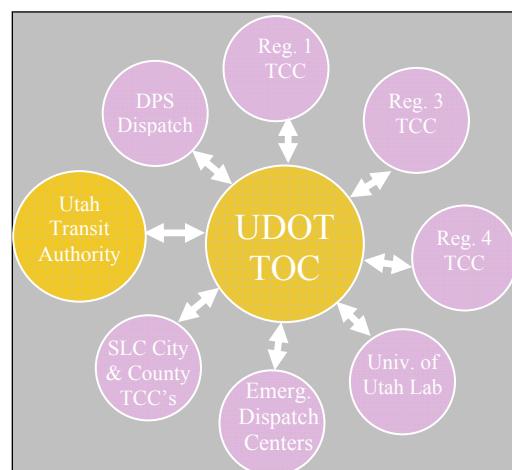 Reg. 1
TCC
DPS
Dispatch
Reg. 3
TCC
Utah
Transit
Authority
UDOT
TOC
Reg. 4
TCC
SLC City
& County
TCC's
Emerg.
Dispatch
Centers
Univ. of
Utah Lab